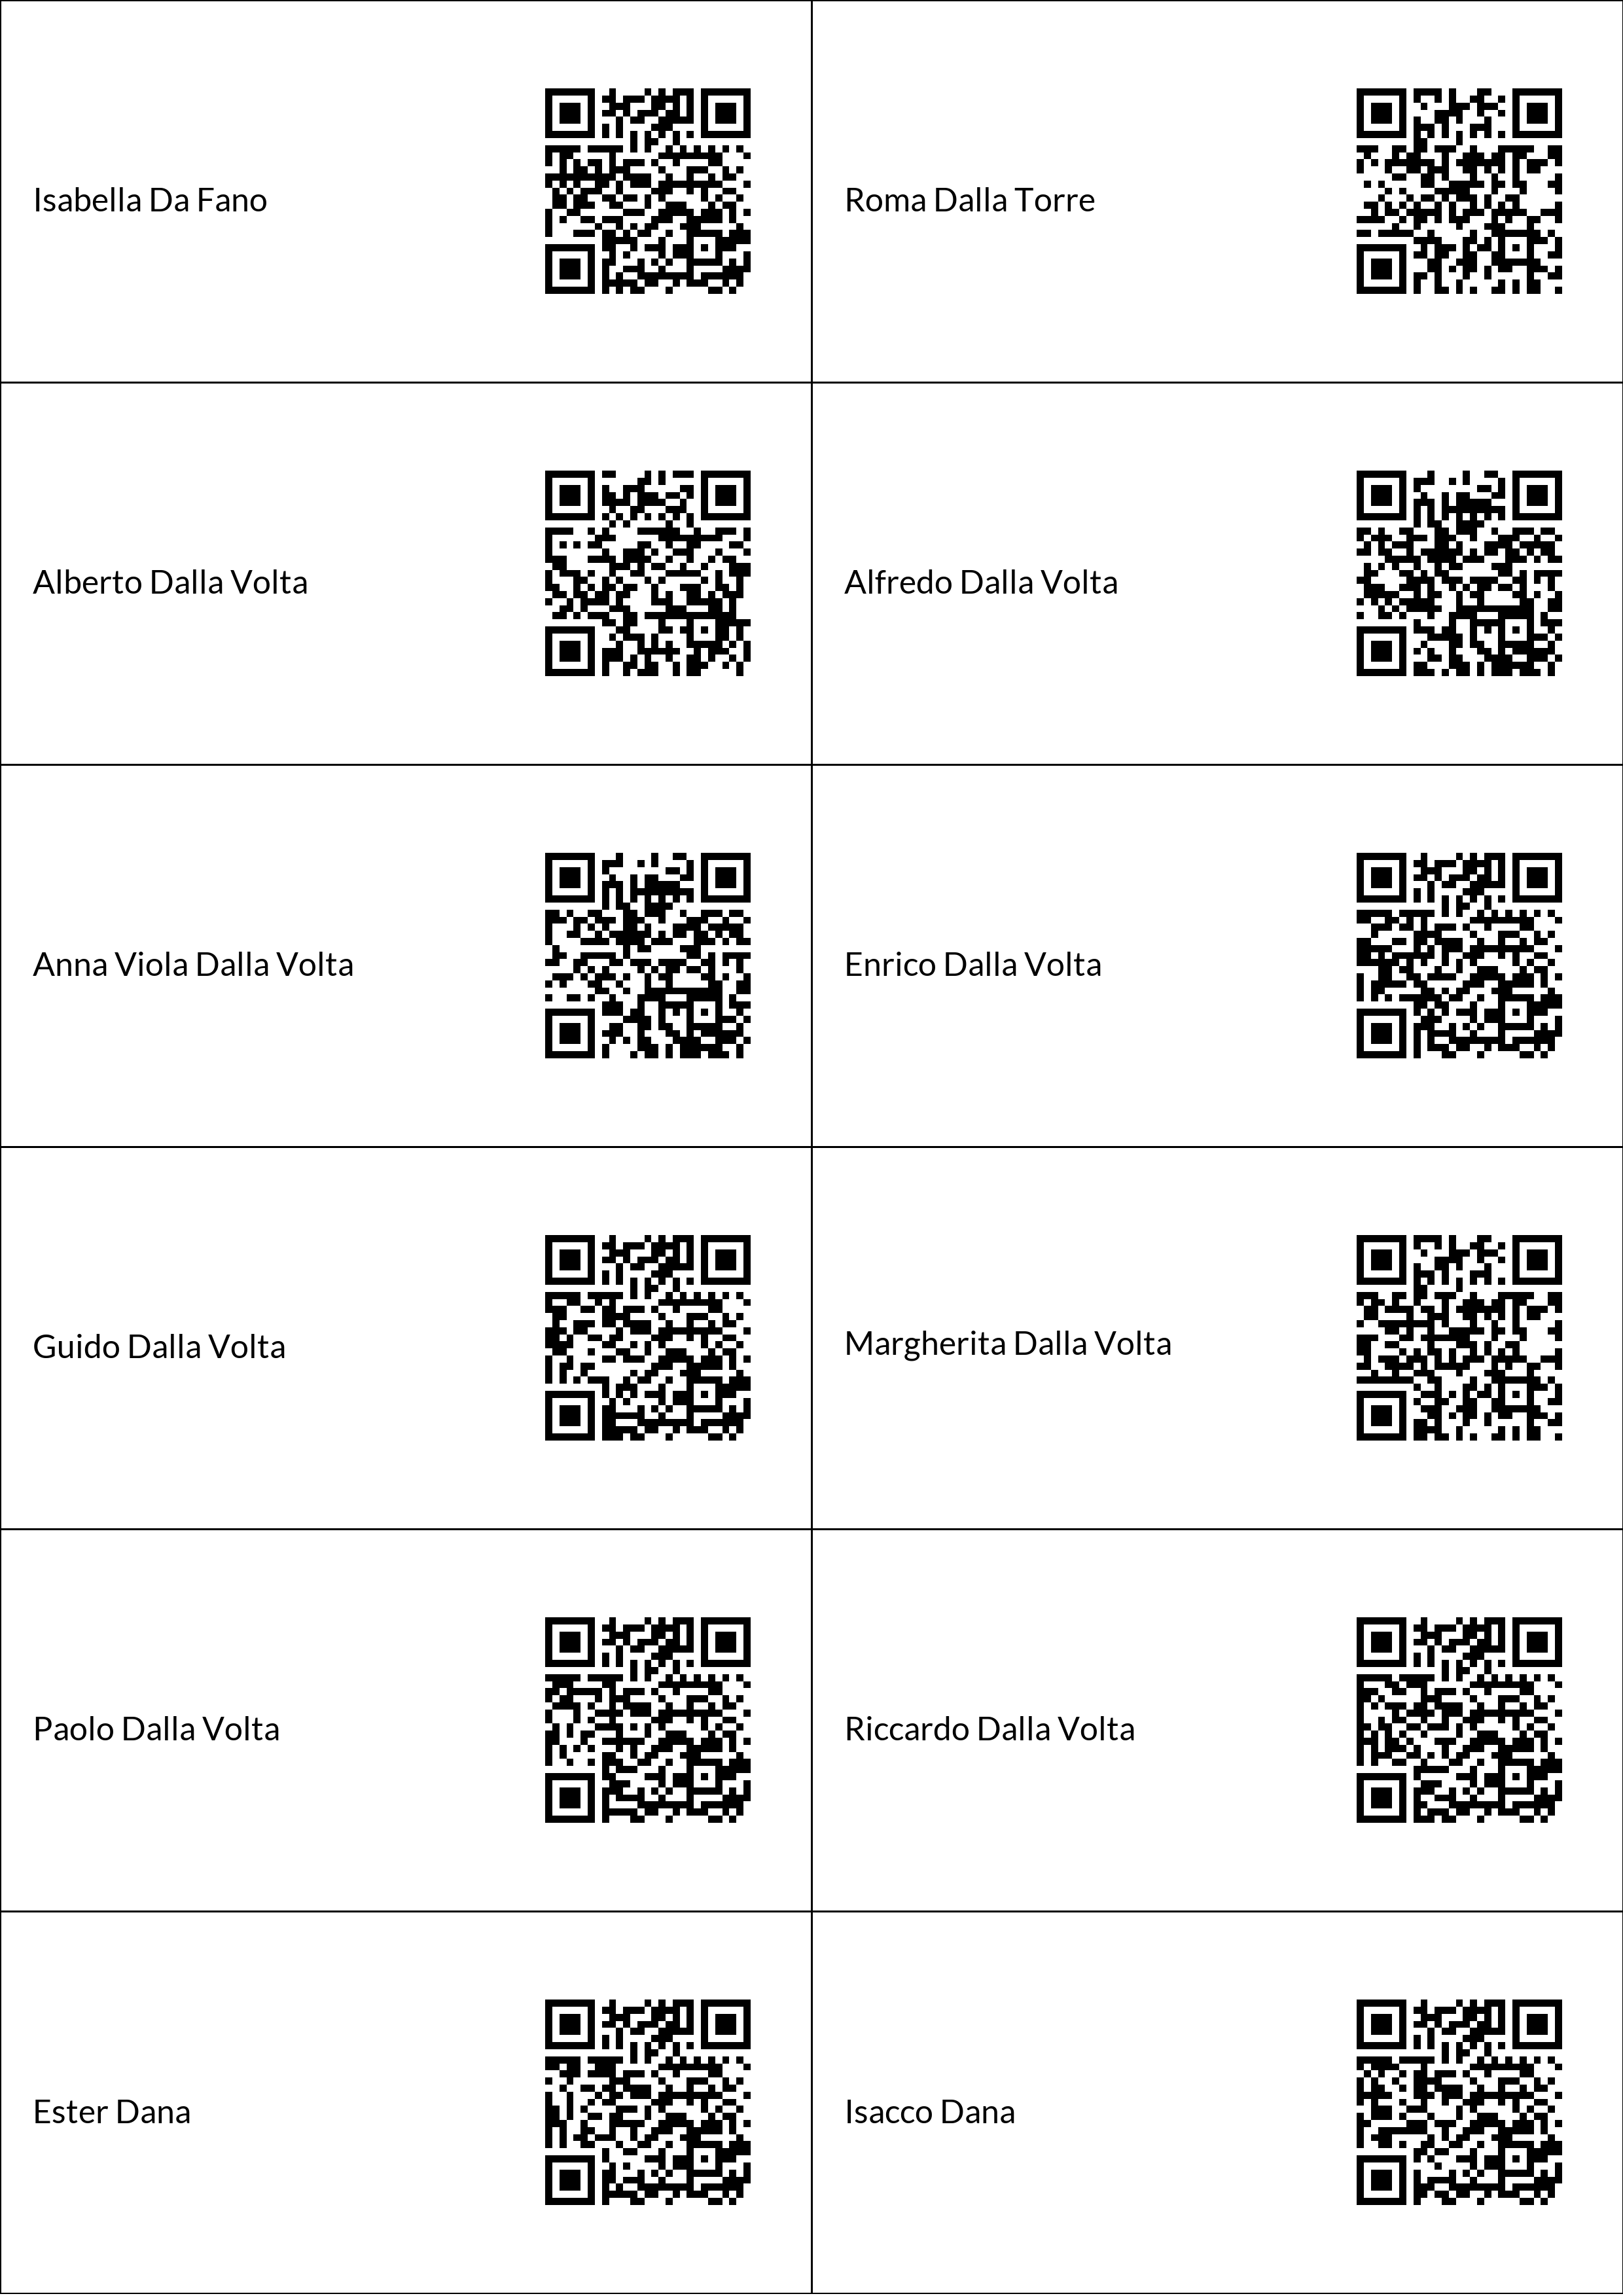 Isabella Da Fano
Roma Dalla Torre
Alberto Dalla Volta
Alfredo Dalla Volta
Anna Viola Dalla Volta
Enrico Dalla Volta
Guido Dalla Volta
Margherita Dalla Volta
Paolo Dalla Volta
Riccardo Dalla Volta
Ester Dana
Isacco Dana